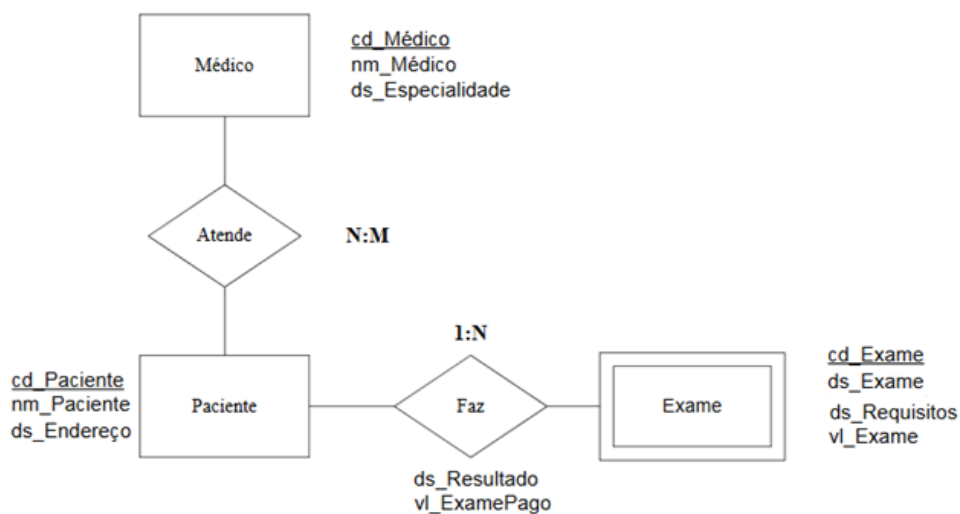 Médico
cd_Médico
nm_Médico
ds_Especialidade
Atende
N:M
1:N
cd_Paciente
nm_Paciente
ds_Endereço
Paciente
Faz
ds_Resultado
vl_ExamePago
Exame
cd_Exame
ds_Exame
ds_Requisitos
vl_Exame